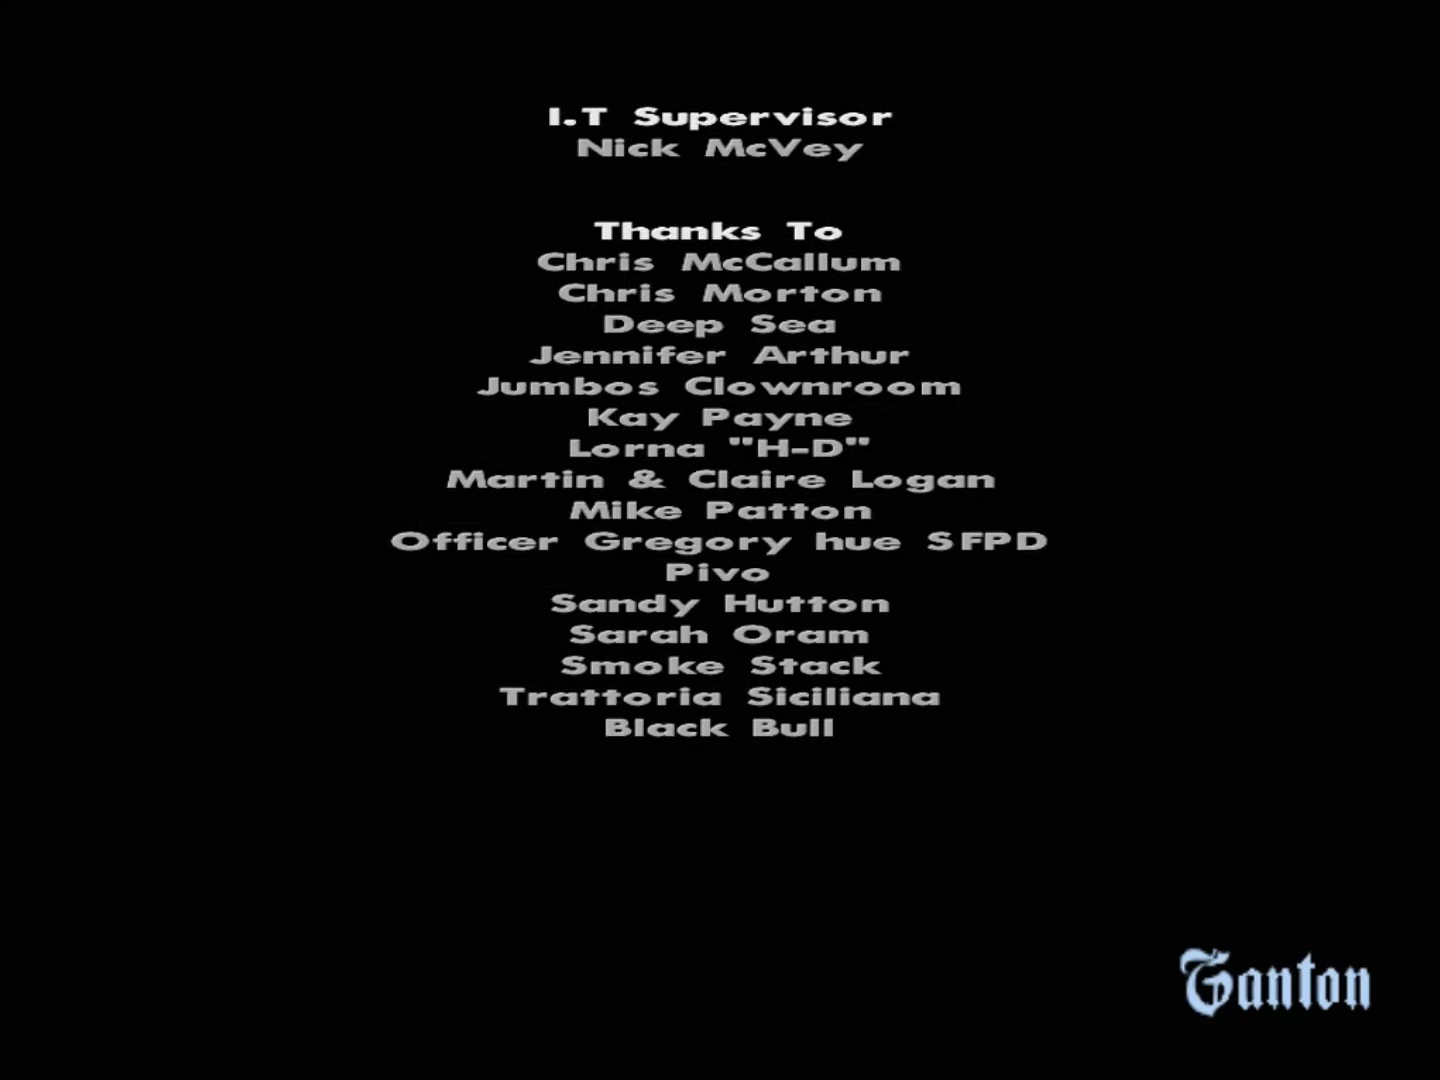 I.T Supervisor
Nick McVey
Thanks To
Chris McCallum
Chris Morton
Deep Sea
Jennifer Arthur
Jumbos Clownroom
Kay Payne
Lorna "H-D"
Martin & Claire Logan
Mike Patton
Officer Gregory hue SFPD
Pivo
Sandy Hutton
Sarah Oram
Smoke Stack
Trattoria Siciliana
Black Bull
Ganton